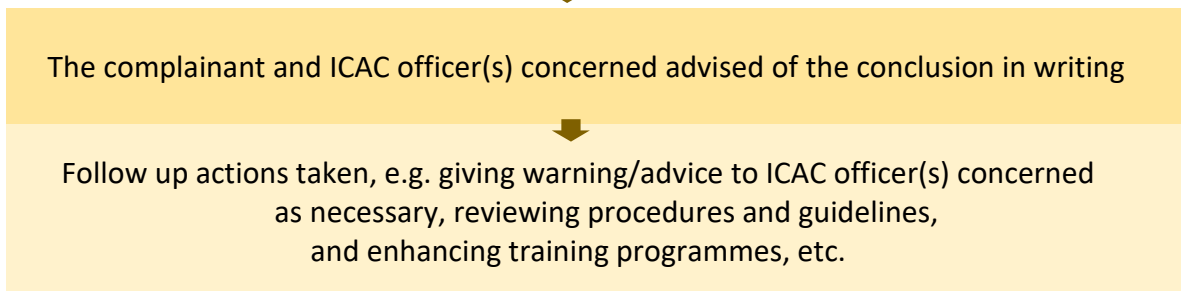 The complainant and ICAC officer(s) concerned advised of the conclusion in writing
Follow up actions taken, e.g. giving warning/advice to ICAC officer(s) concerned
as necessary, reviewing procedures and guidelines,
and enhancing training programmes, etc.